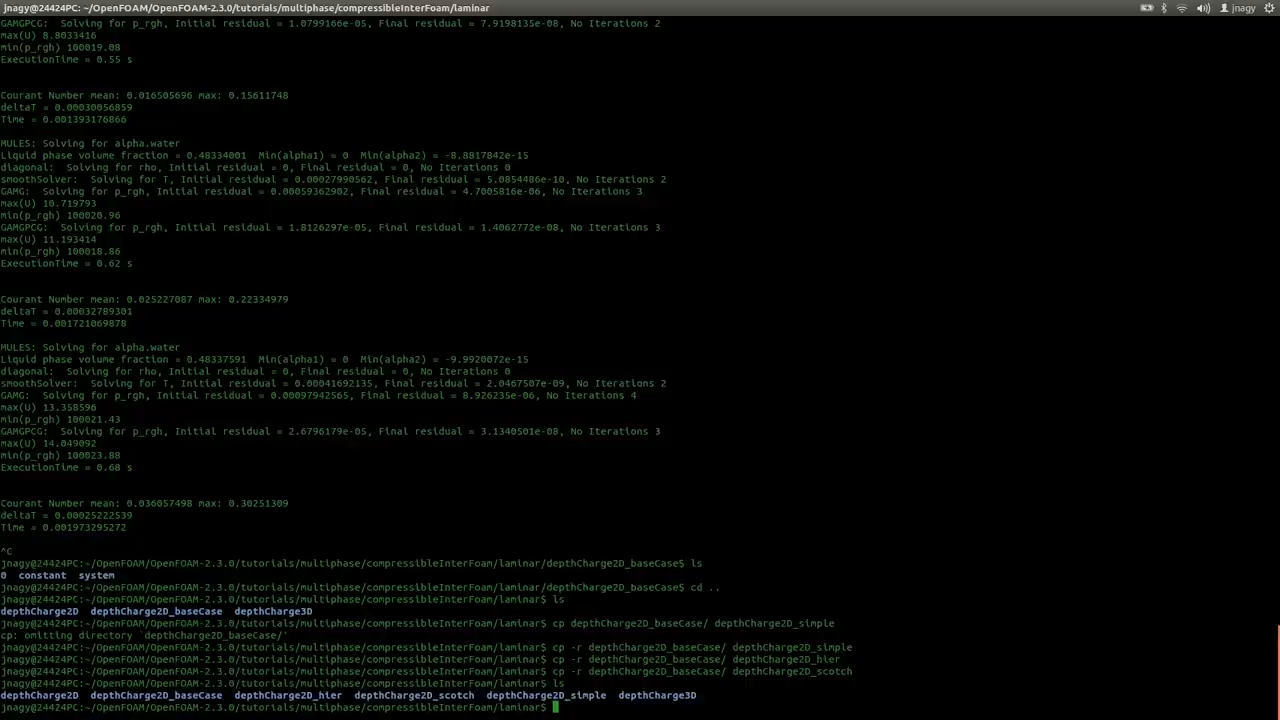 jnagy@24424PC: ~/OpenFOAM/OpenFOAM-2.3.0/tutorials/multiphase/compressibleInterFoam/laminar
jnagy
GAMGPCG:  Solving for p_rgh, Initial residual = 1.0799166e-05, Final residual = 7.9198135e-08, No Iterations 2
max(U) 8.8033416
min(p_rgh) 100019.08
ExecutionTime = 0.55 s
Courant Number mean: 0.016505696 max: 0.15611748
deltaT = 0.00030056859
Time = 0.001393176866
MULES: Solving for alpha.water
Liquid phase volume fraction = 0.48334001  Min(alpha1) = 0  Min(alpha2) = -8.8817842e-15
diagonal:  Solving for rho, Initial residual = 0, Final residual = 0, No Iterations 0
smoothSolver:  Solving for T, Initial residual = 0.00027990562, Final residual = 5.0854486e-10, No Iterations 2
GAMG:  Solving for p_rgh, Initial residual = 0.00059362902, Final residual = 4.7005816e-06, No Iterations 3
max(U) 10.719793
min(p_rgh) 100020.96
GAMGPCG:  Solving for p_rgh, Initial residual = 1.8126297e-05, Final residual = 1.4062772e-08, No Iterations 3
max(U) 11.193414
min(p_rgh) 100018.86
ExecutionTime = 0.62 s
Courant Number mean: 0.025227087 max: 0.22334979
deltaT = 0.00032789301
Time = 0.001721069878
MULES: Solving for alpha.water
Liquid phase volume fraction = 0.48337591  Min(alpha1) = 0  Min(alpha2) = -9.9920072e-15
diagonal:  Solving for rho, Initial residual = 0, Final residual = 0, No Iterations 0
smoothSolver:  Solving for T, Initial residual = 0.00041692135, Final residual = 2.0467507e-09, No Iterations 2
GAMG:  Solving for p_rgh, Initial residual = 0.00097942565, Final residual = 8.926235e-06, No Iterations 4
max(U) 13.358596
min(p_rgh) 100021.43
GAMGPCG:  Solving for p_rgh, Initial residual = 2.6796179e-05, Final residual = 3.1340501e-08, No Iterations 3
max(U) 14.049092
min(p_rgh) 100023.88
ExecutionTime = 0.68 s
Courant Number mean: 0.036057498 max: 0.30251309
deltaT = 0.00025222539
Time = 0.001973295272
^C
jnagy@24424PC:~/OpenFOAM/OpenFOAM-2.3.0/tutorials/multiphase/compressibleInterFoam/laminar/depthCharge2D_baseCase$ ls
0  constant  system
jnagy@24424PC:~/OpenFOAM/OpenFOAM-2.3.0/tutorials/multiphase/compressibleInterFoam/laminar/depthCharge2D_baseCase$ cd ..
jnagy@24424PC:~/OpenFOAM/OpenFOAM-2.3.0/tutorials/multiphase/compressibleInterFoam/laminar$ ls
depthCharge2D  depthCharge2D_baseCase  depthCharge3D
jnagy@24424PC:~/OpenFOAM/OpenFOAM-2.3.0/tutorials/multiphase/compressibleInterFoam/laminar$ cp depthCharge2D_baseCase/ depthCharge2D_simple
cp: omitting directory `depthCharge2D_baseCase/'
jnagy@24424PC:~/OpenFOAM/OpenFOAM-2.3.0/tutorials/multiphase/compressibleInterFoam/laminar$ cp -r depthCharge2D_baseCase/ depthCharge2D_simple
jnagy@24424PC:~/OpenFOAM/OpenFOAM-2.3.0/tutorials/multiphase/compressibleInterFoam/laminar$ cp -r depthCharge2D_baseCase/ depthCharge2D_hier
jnagy@24424PC:~/OpenFOAM/OpenFOAM-2.3.0/tutorials/multiphase/compressibleInterFoam/laminar$ cp -r depthCharge2D_baseCase/ depthCharge2D_scotch
jnagy@24424PC:~/OpenFOAM/OpenFOAM-2.3.0/tutorials/multiphase/compressibleInterFoam/laminar$ ls
depthCharge2D  depthCharge2D_baseCase  depthCharge2D_hier  depthCharge2D_scotch  depthCharge2D_simple  depthCharge3D
jnagy@24424PC:~/OpenFOAM/OpenFOAM-2.3.0/tutorials/multiphase/compressibleInterFoam/laminar$